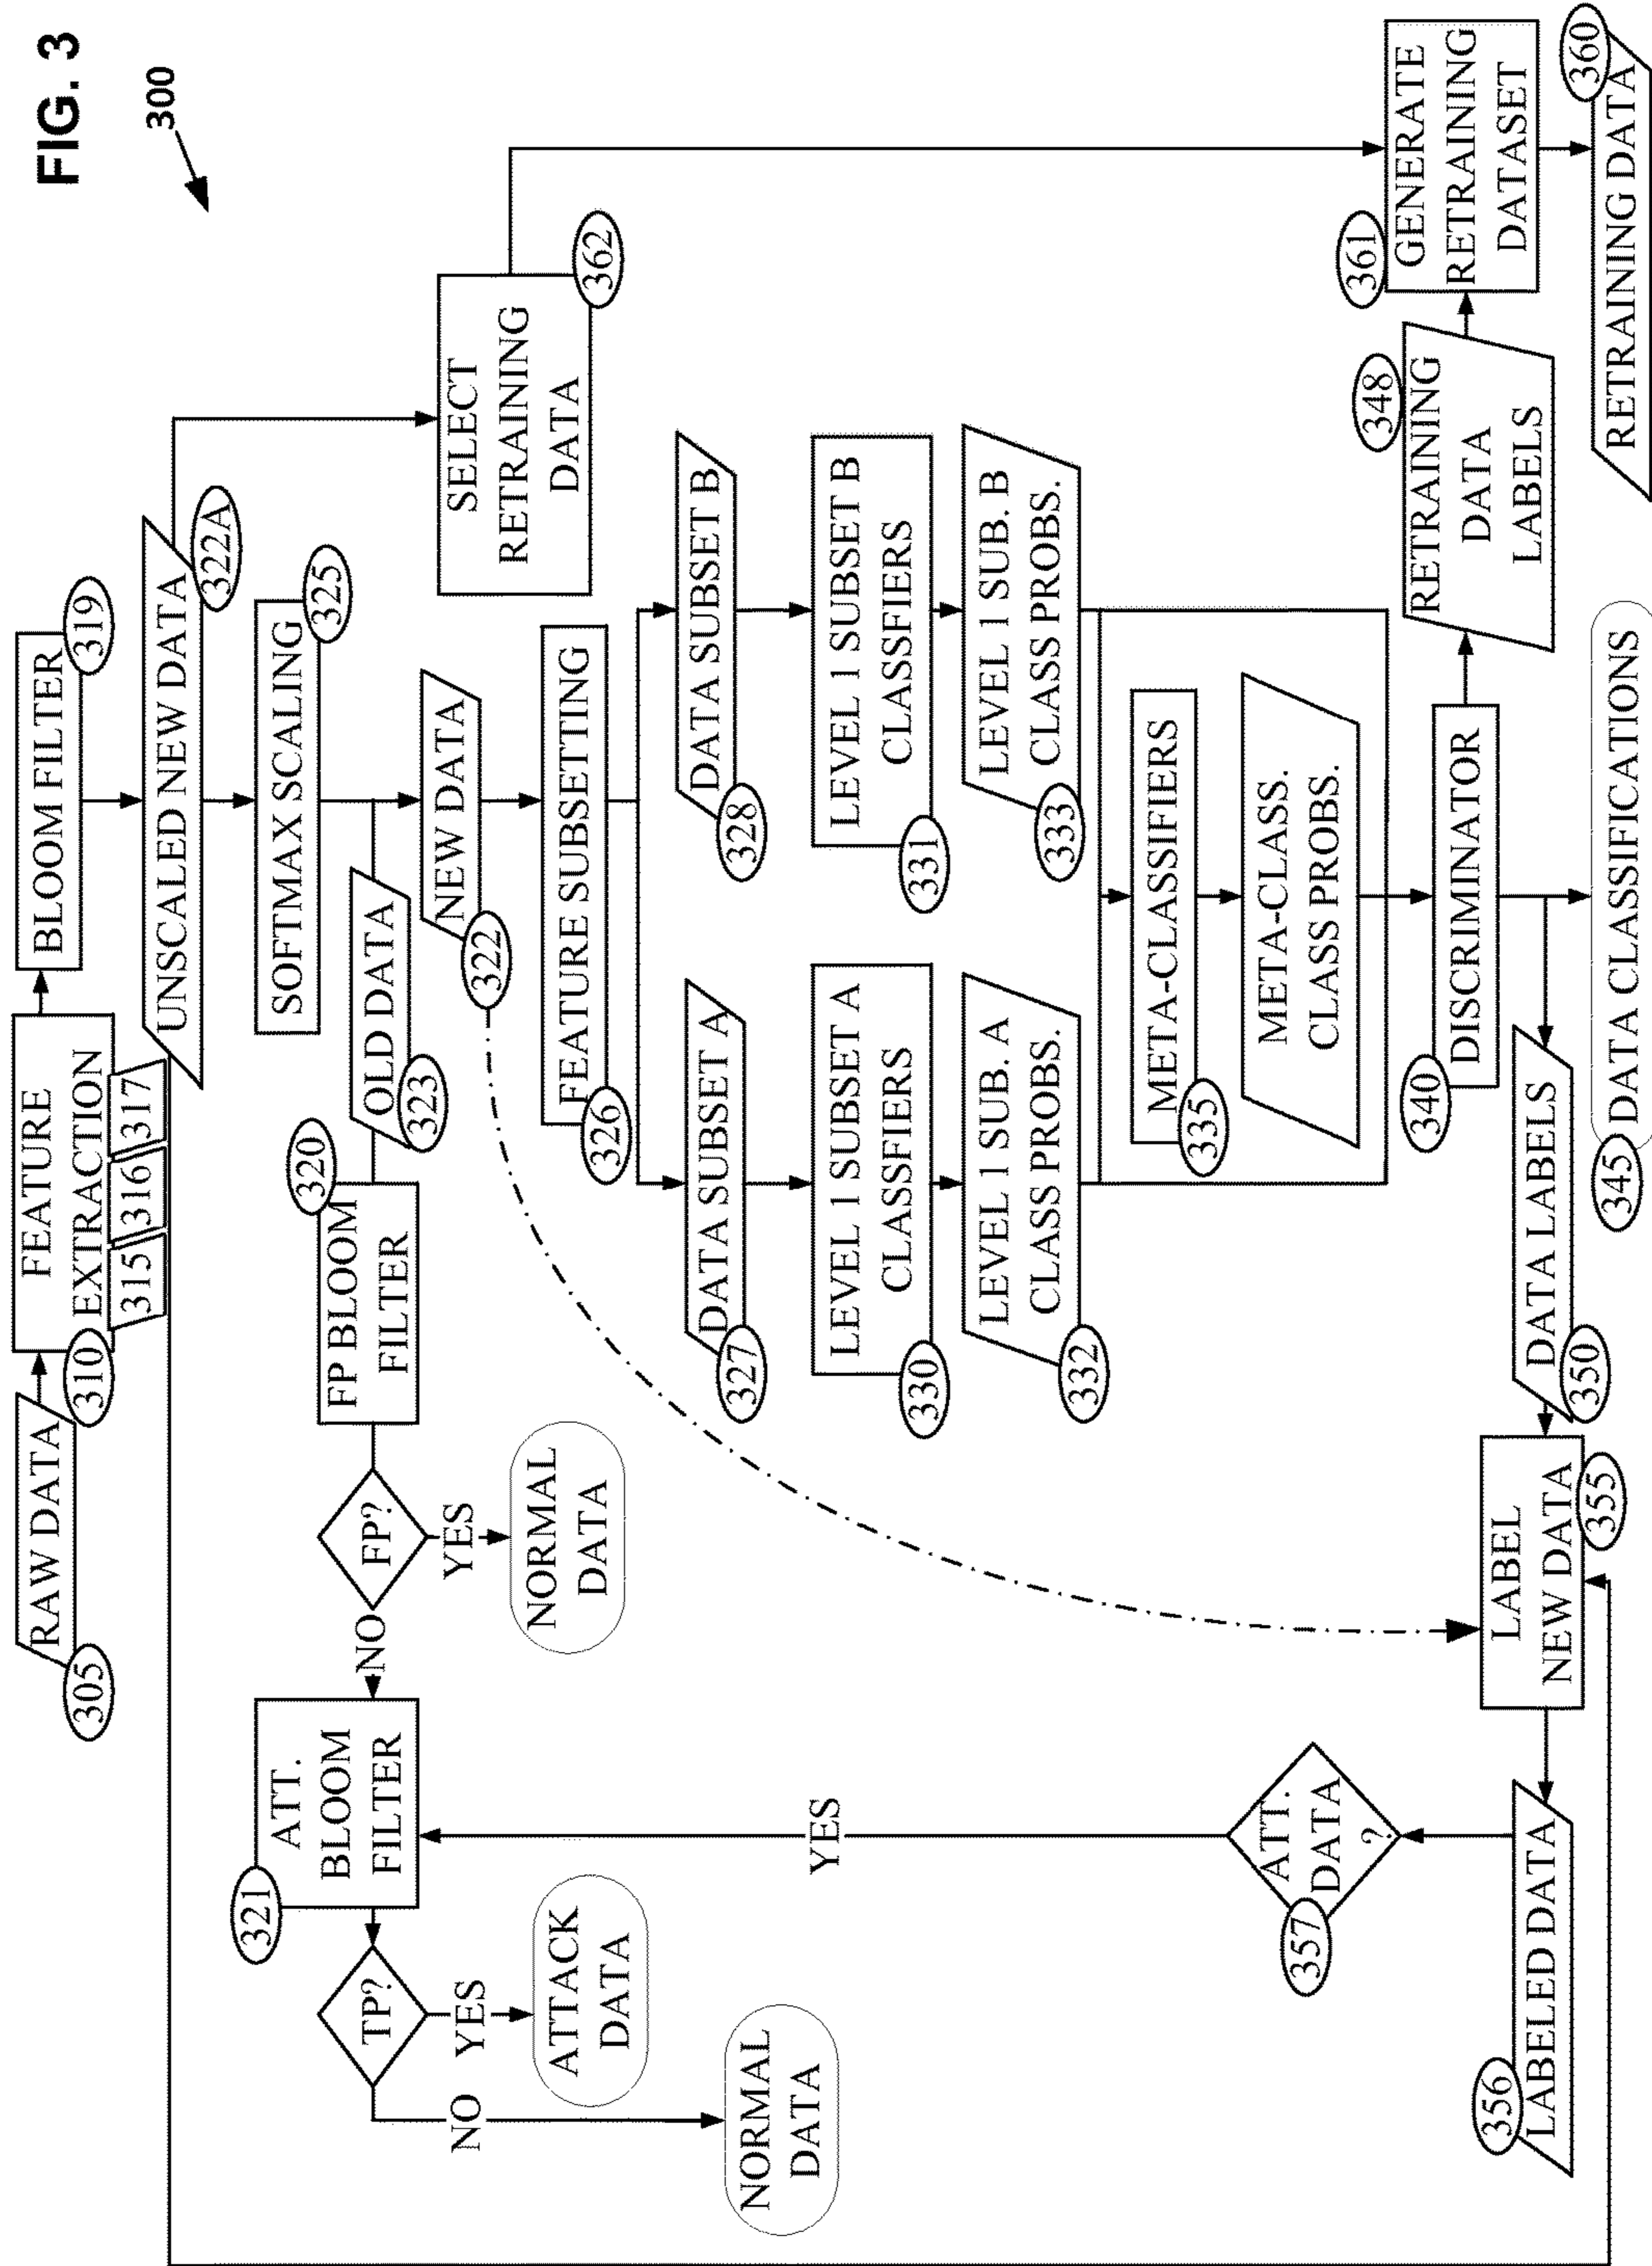 FIG. 3
300
RAW DATA
305
FEATURE
EXTRACTION
310
315
316
317
BLOOM FILTER
319
UNSCALED NEW DATA
322A
SOFTMAX SCALING
325
SELECT
RETRAINING
DATA
362
OLD DATA
323
NEW DATA
322
FP BLOOM
FILTER
320
FP?
YES
NORMAL
DATA
NO
ATT.
BLOOM
FILTER
321
TP?
YES
ATTACK
DATA
NO
NORMAL
DATA
FEATURE SUBSETTING
326
DATA SUBSET A
327
DATA SUBSET B
328
LEVEL 1 SUBSET A
CLASSFIERS
330
LEVEL 1 SUBSET B
CLASSFIERS
331
LEVEL 1 SUB. A
CLASS PROBS.
332
LEVEL 1 SUB. B
CLASS PROBS.
333
META-CLASSIFIERS
335
META-CLASS.
CLASS PROBS.
DISCRIMINATOR
340
RETRAINING
DATA
LABELS
348
GENERATE
RETRAINING
DATASET
361
RETRAINING DATA
360
345
DATA CLASSIFICATIONS
DATA LABELS
350
LABEL
NEW DATA
355
LABELED DATA
356
ATT.
DATA
?
357
YES